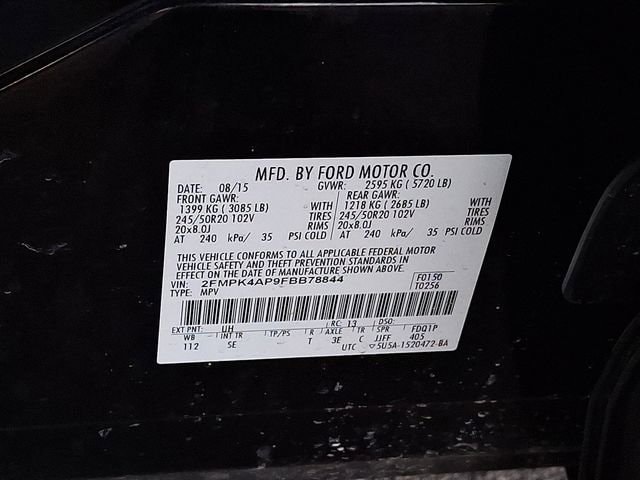 MFD. BY FORD MOTOR CO.
DATE: 08/15 GVWR: 2595 KG ( 5720 LB)
FRONT GAWR: REAR GAWR:
1399 KG ( 3085 LB) WITH 1218 KG ( 2685 LB) WITH
245/50R20 102V TIRES 245/50R20 102V TIRES
20x8.0J RIMS 20x8.0J RIMS
AT 240 kPa/ 35 PSI COLD AT 240 kPa/ 35 PSI COLD
THIS VEHICLE CONFORMS TO ALL APPLICABLE FEDERAL MOTOR
VEHICLE SAFETY AND THEFT PREVENTION STANDARDS IN
EFFECT ON THE DATE OF MANUFACTURE SHOWN ABOVE.
VIN: 2FMPK4AP9FBB78844 F0150
TYPE: MPV T0256
EXT PNT: UH RC: 13 DSO:
WB INT TR TP/PS R AXLE TR SPR FDQ1P
112 SE - T 3E C JJFF 405
UTC ▽5U5A-1520472-BA